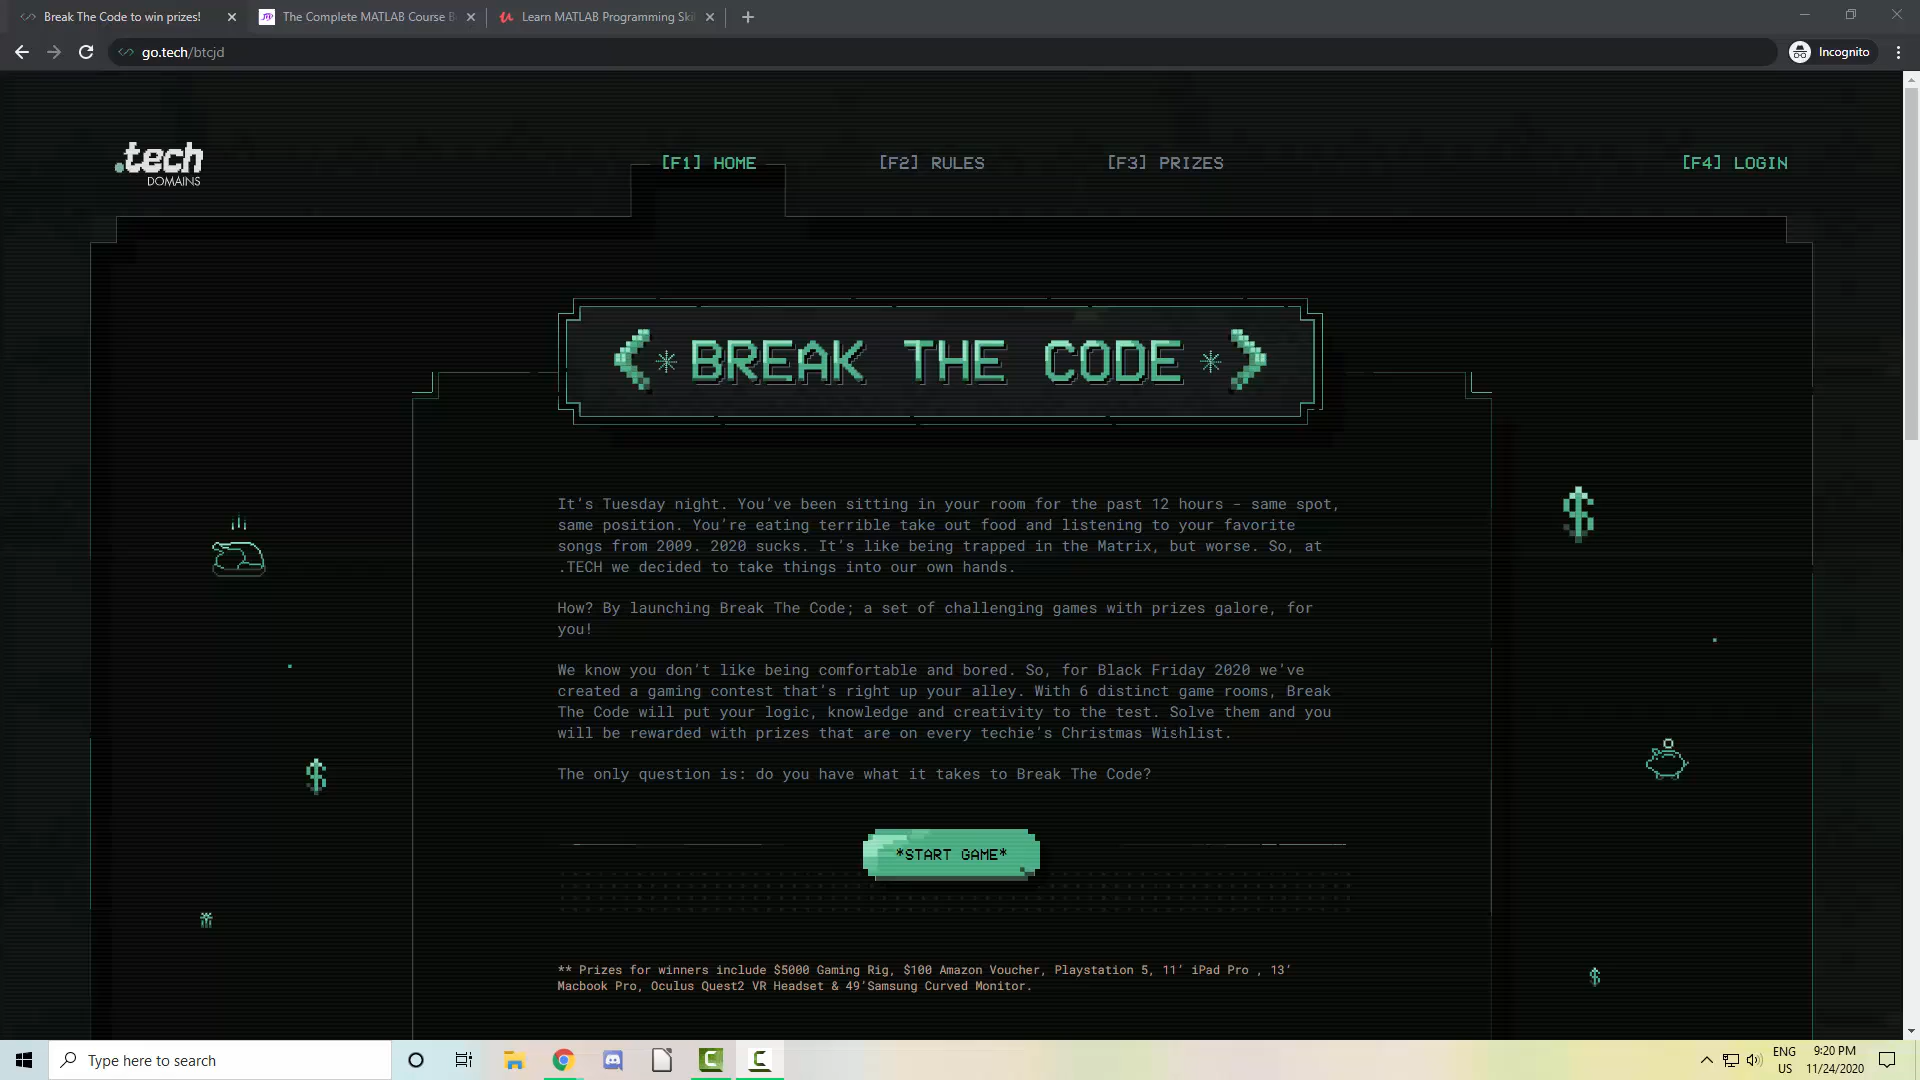 Break The Code to win prizes!
The Complete MATLAB Course B
Learn MATLAB Programming Skil
go.tech/btcjd
Incognito
.tech
DOMAINS
[F1] HOME
[F2] RULES
[F3] PRIZES
[F4] LOGIN
BREAK THE CODE
It's Tuesday night. You've been sitting in your room for the past 12 hours - same spot,
same position. You're eating terrible take out food and listening to your favorite
songs from 2009. 2020 sucks. It's like being trapped in the Matrix, but worse. So, at
.TECH we decided to take things into our own hands.
How? By launching Break The Code; a set of challenging games with prizes galore, for
you!
We know you don't like being comfortable and bored. So, for Black Friday 2020 we've
created a gaming contest that's right up your alley. With 6 distinct game rooms, Break
The Code will put your logic, knowledge and creativity to the test. Solve them and you
will be rewarded with prizes that are on every techie's Christmas Wishlist.
The only question is: do you have what it takes to Break The Code?
*START GAME*
** Prizes for winners include $5000 Gaming Rig, $100 Amazon Voucher, Playstation 5, 11' iPad Pro , 13'
Macbook Pro, Oculus Quest2 VR Headset & 49'Samsung Curved Monitor.
Type here to search
ENG
US
9:20 PM
11/24/2020